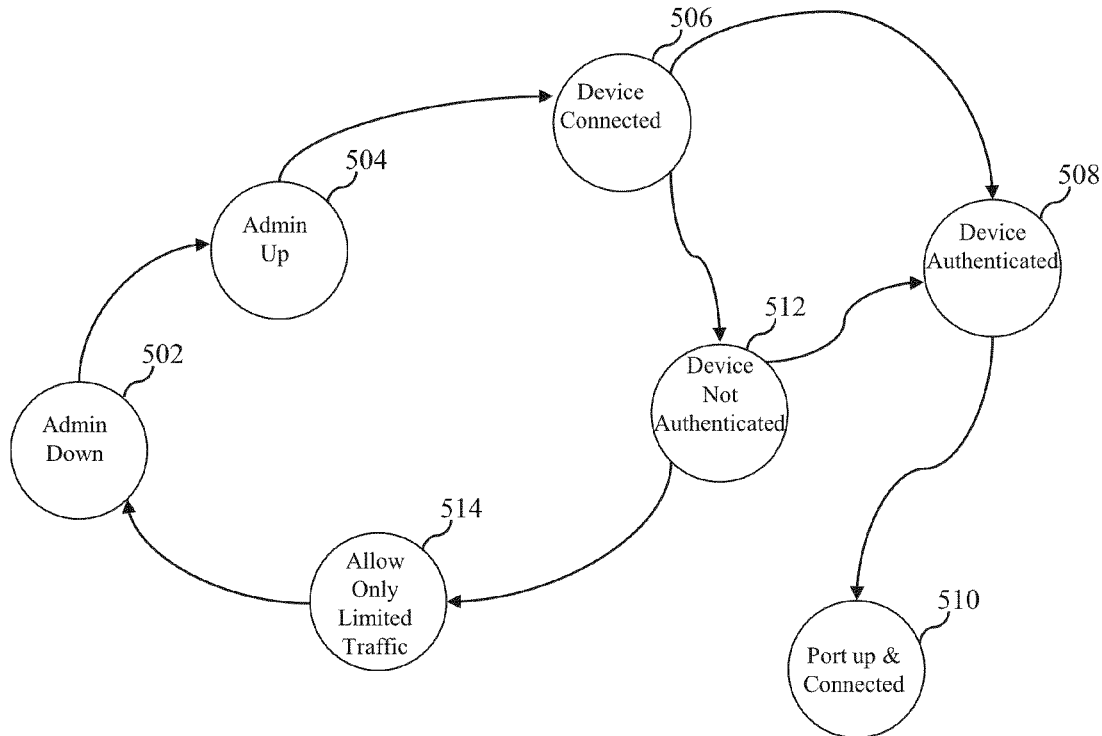 506
Device
Connected
504
Admin
Up
508
Device
Authenticated
512
Device
Not
Authenticated
502
Admin
Down
514
Allow
Only
Limited
Traffic
510
Port up &
Connected